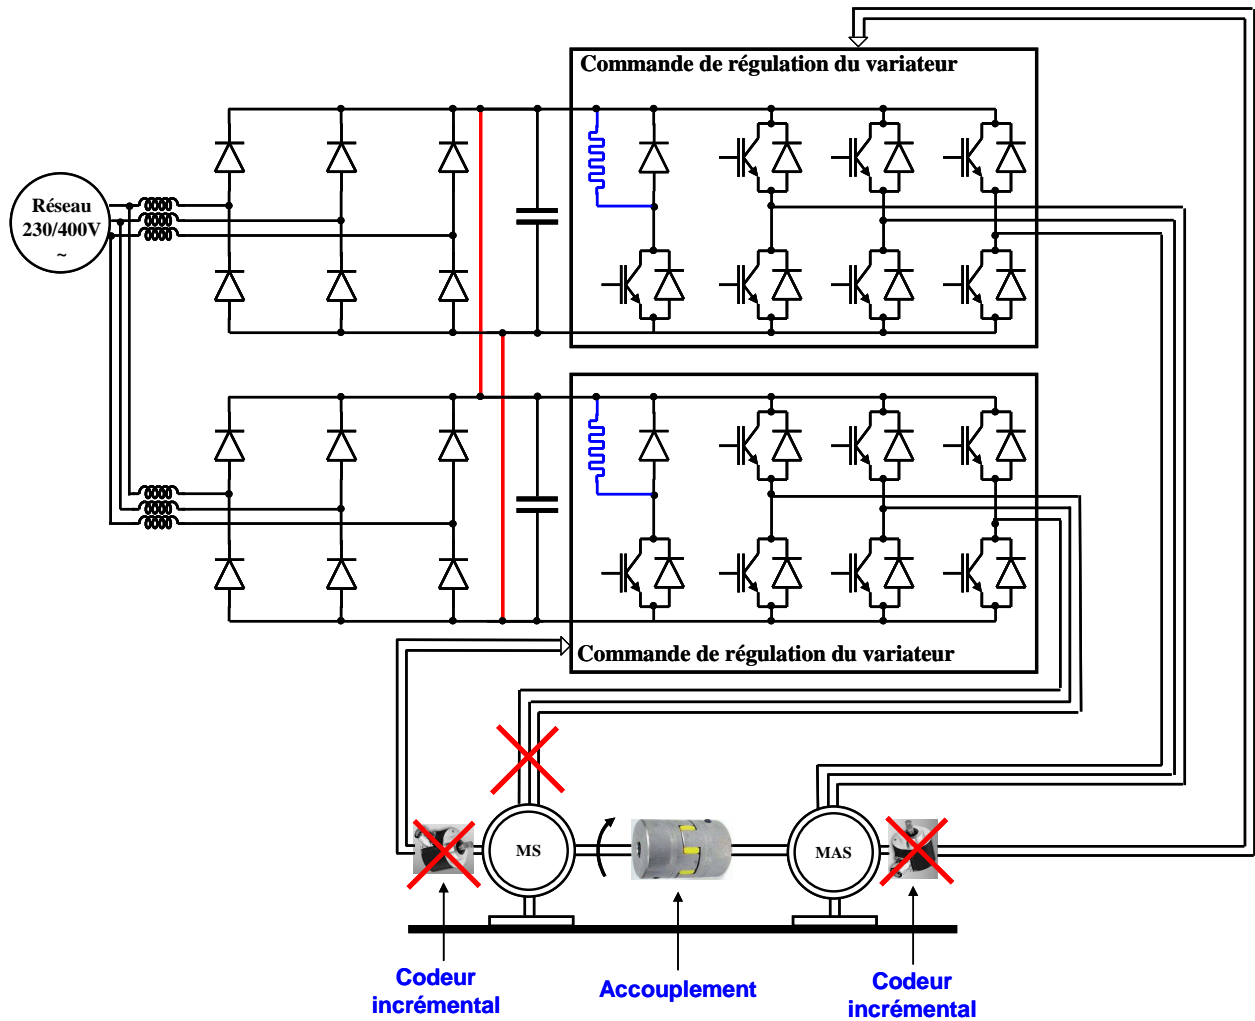 Commande de régulation du variateur
Réseau
230/400V
~
Commande de régulation du variateur
MS
MAS
Codeur
incrémental
Accouplement
Codeur
incrémental